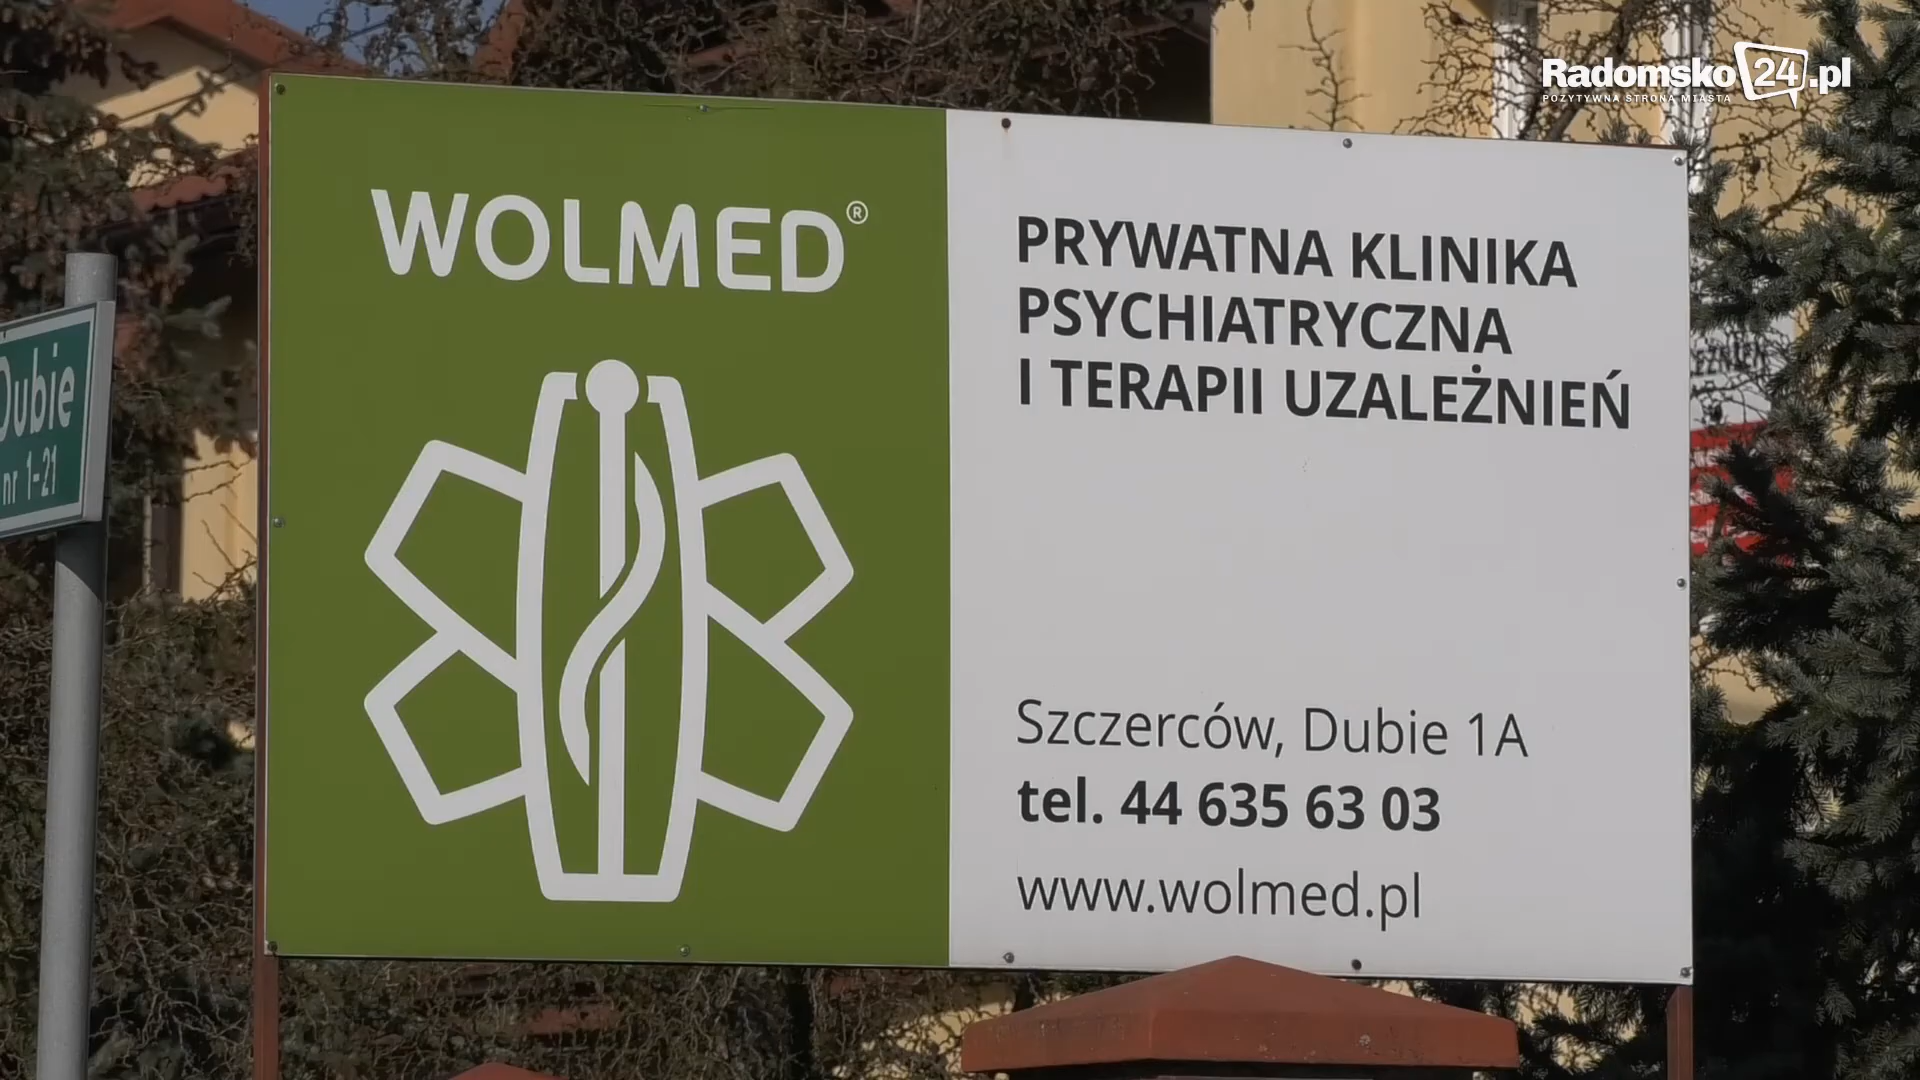 Radomsko24.pl
POZYTYWNA STRONA MIASTA
WOLMED®
PRYWATNA KLINIKA
PSYCHIATRYCZNA
I TERAPII UZALEŻNIEŃ
Szczerców, Dubie 1A
tel. 44 635 63 03
www.wolmed.pl
Dubie
nr 1-21